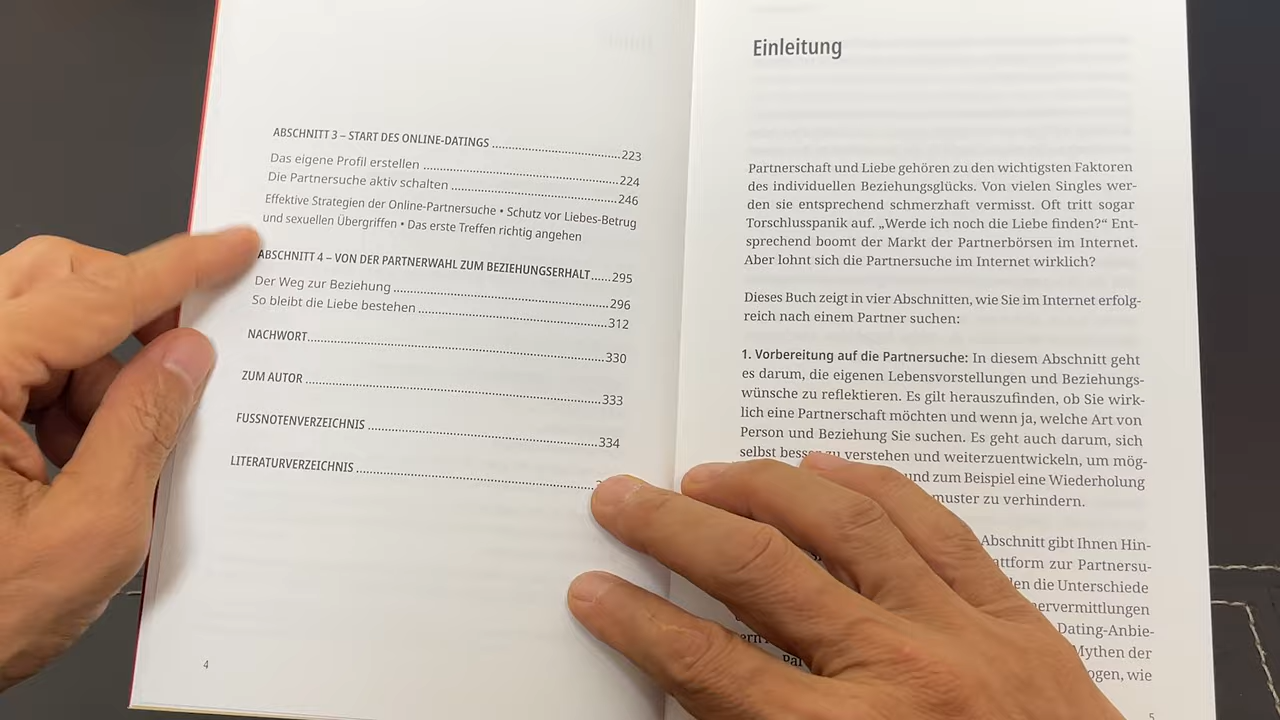 ABSCHNITT 3 – START DES ONLINE-DATINGS ........................................223
Das eigene Profil erstellen ........................................224
Die Partnersuche aktiv schalten ........................................246
Effektive Strategien der Online-Partnersuche • Schutz vor Liebes-Betrug
und sexuellen Übergriffen • Das erste Treffen richtig angehen
ABSCHNITT 4 – VON DER PARTNERWAHL ZUM BEZIEHUNGSERHALT ......295
Der Weg zur Beziehung ........................................296
So bleibt die Liebe bestehen ........................................312
NACHWORT ........................................330
ZUM AUTOR ........................................333
FUSSNOTENVERZEICHNIS ........................................334
LITERATURVERZEICHNIS ........................................
4
Einleitung
Partnerschaft und Liebe gehören zu den wichtigsten Faktoren
des individuellen Beziehungsglücks. Von vielen Singles wer-
den sie entsprechend schmerzhaft vermisst. Oft tritt sogar
Torschlusspanik auf. „Werde ich noch die Liebe finden?“ Ent-
sprechend boomt der Markt der Partnerbörsen im Internet.
Aber lohnt sich die Partnersuche im Internet wirklich?
Dieses Buch zeigt in vier Abschnitten, wie Sie im Internet erfolg-
reich nach einem Partner suchen:
1. Vorbereitung auf die Partnersuche: In diesem Abschnitt geht
es darum, die eigenen Lebensvorstellungen und Beziehungs-
wünsche zu reflektieren. Es gilt herauszufinden, ob Sie wirk-
lich eine Partnerschaft möchten und wenn ja, welche Art von
Person und Beziehung Sie suchen. Es geht auch darum, sich
selbst besser zu verstehen und weiterzuentwickeln, um mög-
und zum Beispiel eine Wiederholung
muster zu verhindern.
Abschnitt gibt Ihnen Hin-
attform zur Partnersu-
den die Unterschiede
nervermittlungen
Dating-Anbie-
Mythen der
ogen, wie
5